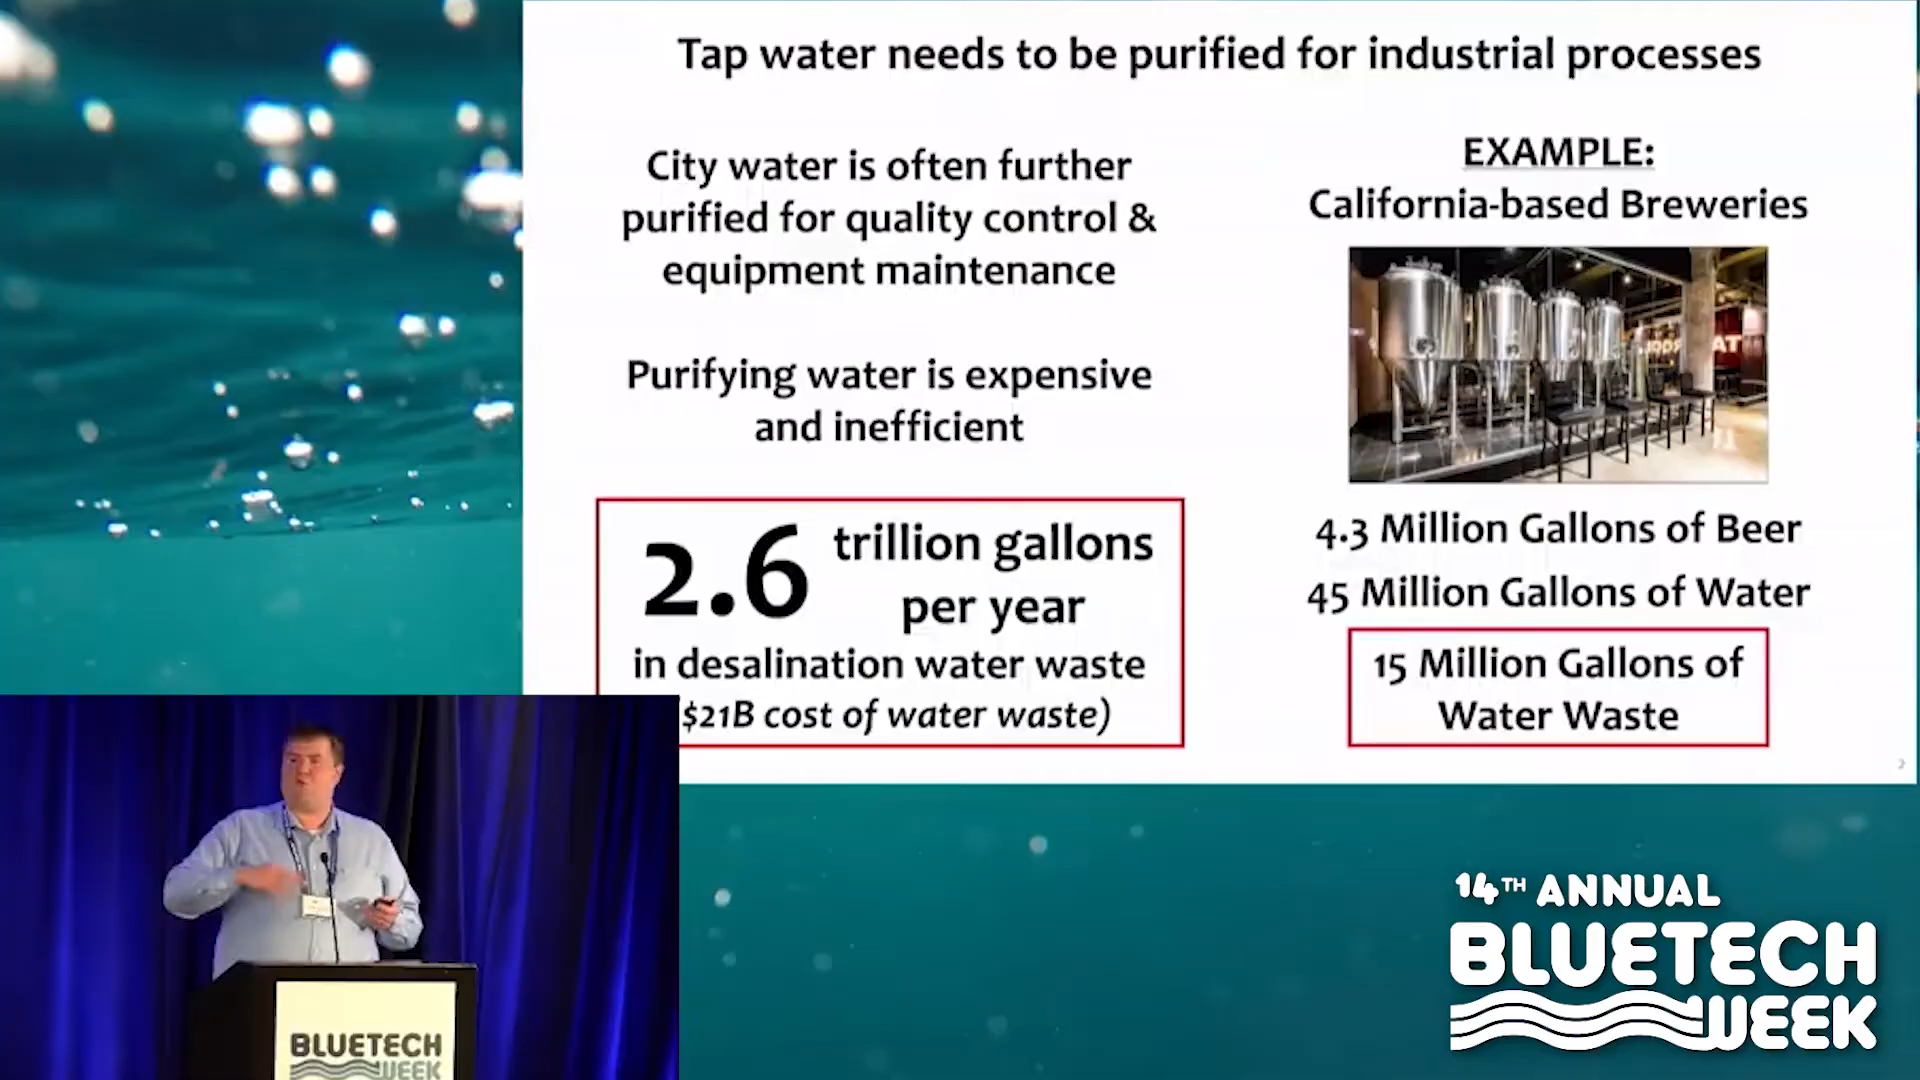 Tap water needs to be purified for industrial processes
City water is often further
purified for quality control &
equipment maintenance
Purifying water is expensive
and inefficient
2.6 trillion gallons
per year
in desalination water waste
$21B cost of water waste)
EXAMPLE:
California-based Breweries
4.3 Million Gallons of Beer
45 Million Gallons of Water
15 Million Gallons of
Water Waste
2
14TH ANNUAL
BLUETECH
WEEK
BLUETECH
WEEK